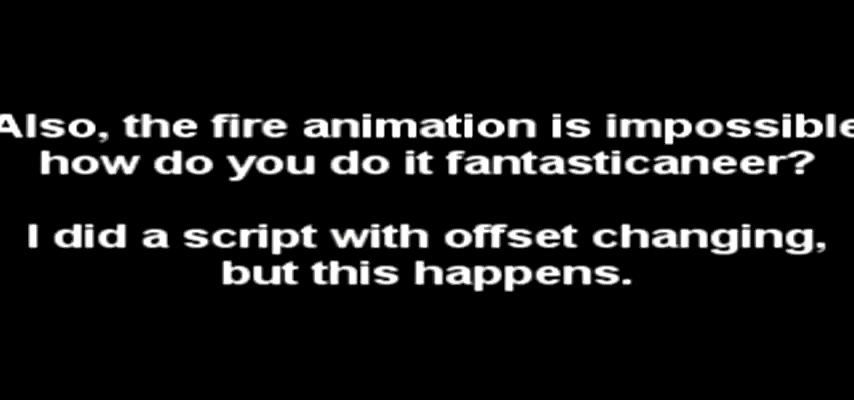 Also, the fire animation is impossible
how do you do it fantasticaneer?
I did a script with offset changing,
but this happens.